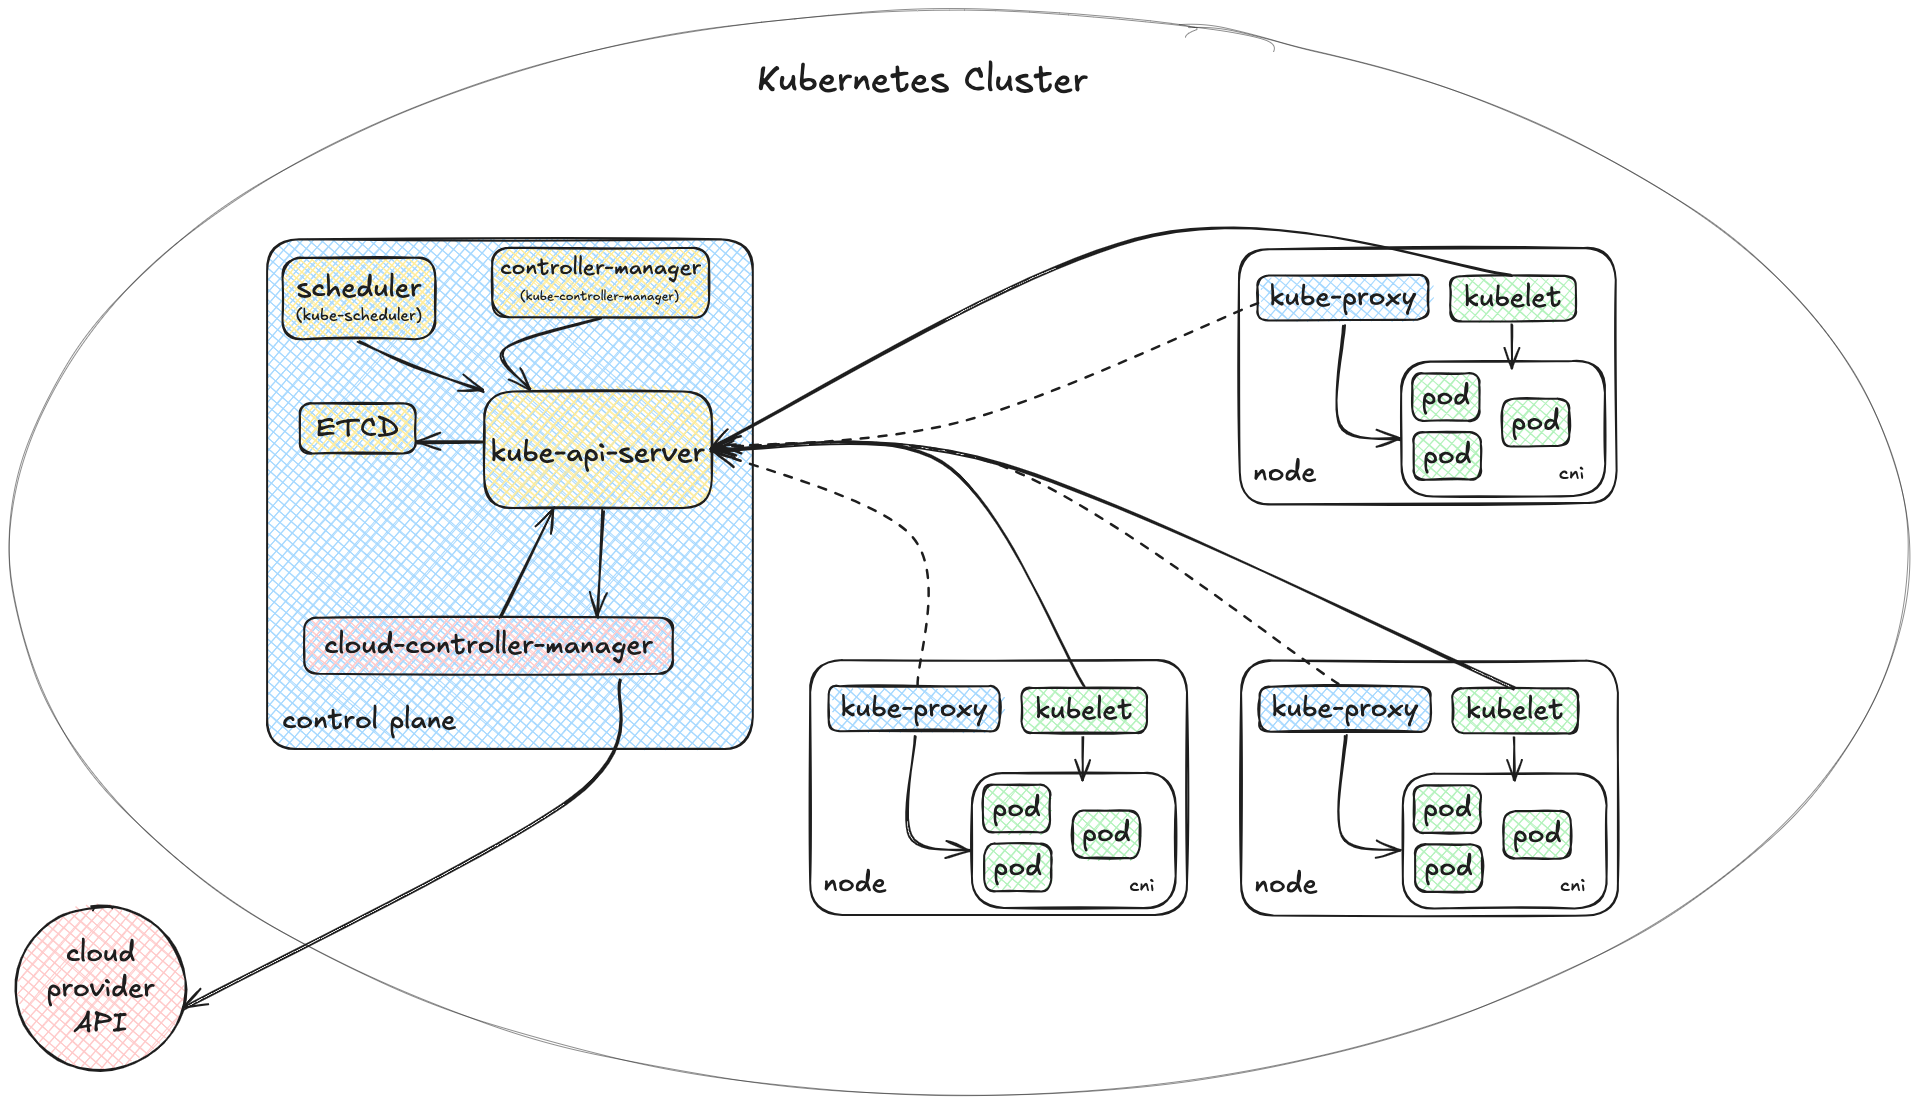 Kubernetes Cluster
scheduler
(kube-scheduler)
controller-manager
(kube-controller-manager)
ETCD
kube-api-server
cloud-controller-manager
control plane
cloud
provider
API
kube-proxy
kubelet
pod
pod
pod
node
cni
kube-proxy
kubelet
pod
pod
pod
node
cni
kube-proxy
kubelet
pod
pod
pod
node
cni